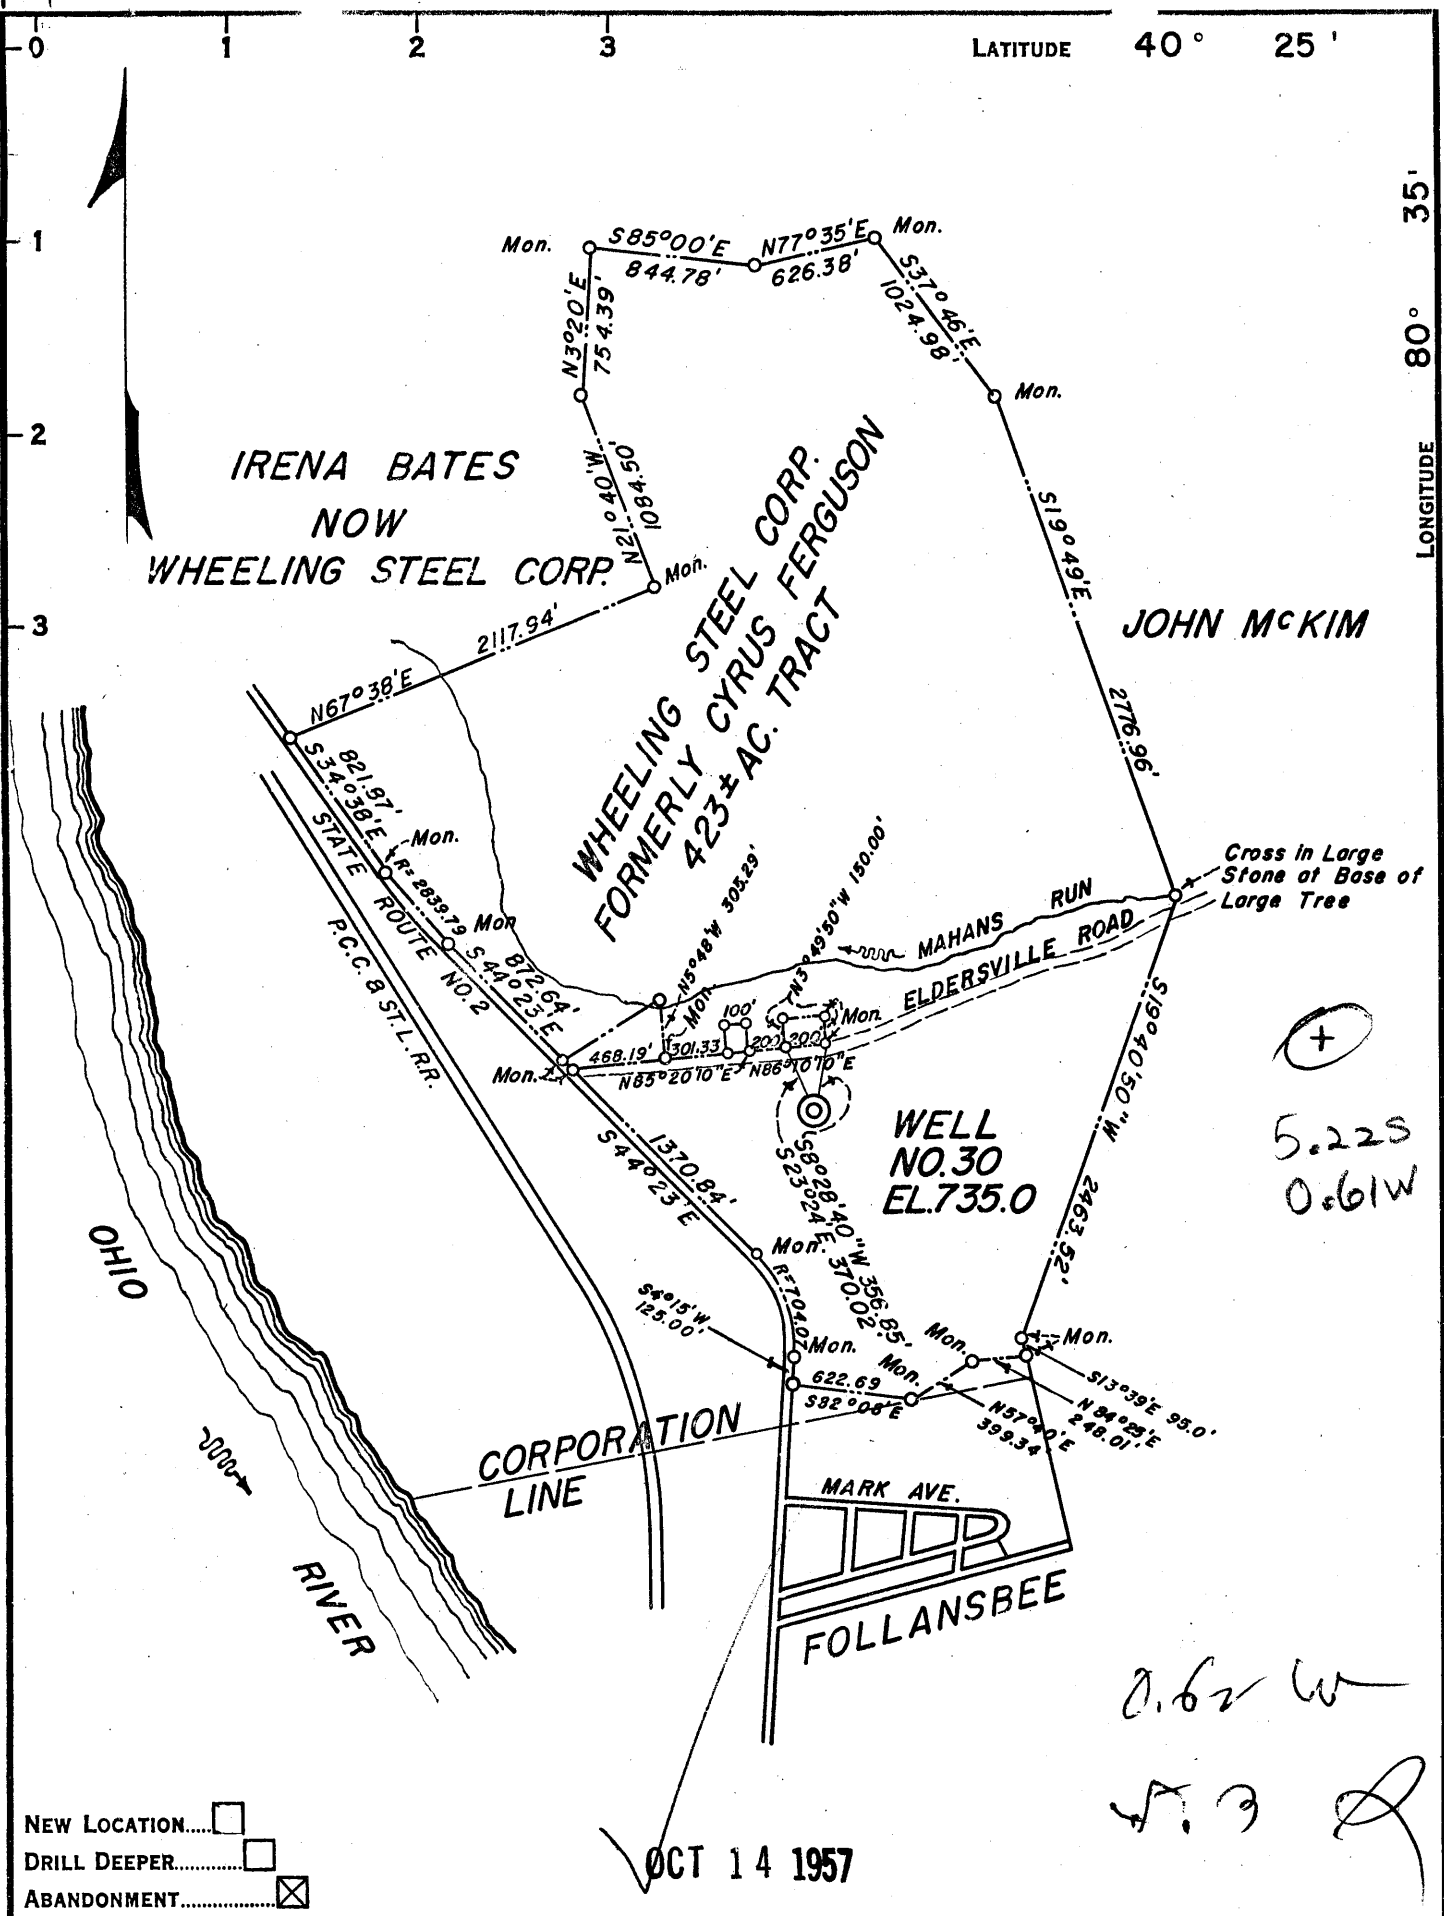 0 1 2 3 LATITUDE 40° 25'
1
2
3
80° 35'
LONGITUDE
Mon.
S85°00'E
844.78'
N77°35'E
626.38'
Mon.
S37°46'E
1024.98'
Mon.
N3°20'E
754.39'
N21°40'W
1084.50'
Mon.
IRENA BATES
NOW
WHEELING STEEL CORP.
WHEELING STEEL CORP.
FORMERLY CYRUS FERGUSON
423± AC. TRACT
S19°49'E
2776.96'
JOHN McKIM
2117.94'
N67°38'E
821.97'
S34°38'E
Mon.
R=2839.79
Mon
872.64'
S44°23'E
STATE ROUTE NO.2
P.C.C. & ST.L.R.R.
Cross in Large
Stone at Base of
Large Tree
MAHANS RUN
ELDERSVILLE ROAD
N5°48'W 305.29'
Mon.
N3°49'50"W 150.00'
Mon.
100'
468.19'
301.33
200'
200'
Mon.
N85°20'10"E
N86°10'10"E
WELL
NO.30
EL.735.0
S8°28'40"W 356.85'
S23°24'E 370.02'
S19°40'50"W 2463.52'
+
5.22S
0.61W
1370.84'
S44°23'E
Mon.
R=704.07
S4°15'W
125.00'
Mon.
622.69
S82°08'E
Mon.
Mon.
Mon.
S13°39'E 95.0'
N84°25'E
248.01'
N57°40'E
399.34
OHIO
RIVER
CORPORATION
LINE
MARK AVE.
FOLLANSBEE
0.62 W
NEW LOCATION.....
DRILL DEEPER............
ABANDONMENT................. ☒
OCT 14 1957